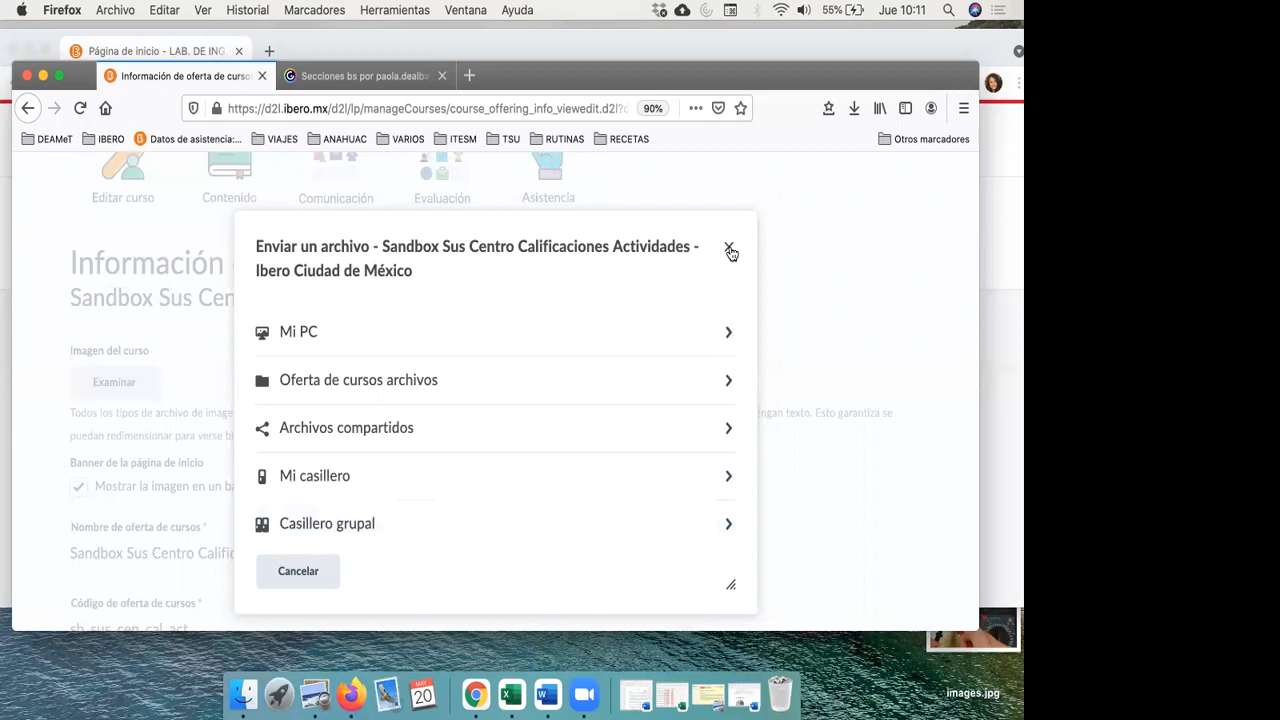 Firefox Archivo Editar Ver Historial Marcadores Herramientas Ventana Ayuda 55% Jue 10:11
Página de inicio - LAB. DE ING
Información de oferta de cursos Secciones bs por paola.dealba
https://d2l.ibero.mx/d2l/lp/manageCourses/course_offering_info_viewedit.d2l?c 90%
DEAMeT IBERO Datos de asistencia:... VIAJES ANAHUAC VARIOS ITESM TSU RUTINAS RECETAS Otros marcadores
Editar curso Contenido Comunicación Evaluación Asistencia
Información
Sandbox Sus Cen
Enviar un archivo - Sandbox Sus Centro Calificaciones Actividades -
Ibero Ciudad de México
Mi PC
Oferta de cursos archivos
Archivos compartidos
Mi casillero
Casillero grupal
Cancelar
Imagen del curso
Examinar
Todos los tipos de archivo de image ngan texto. Esto garantiza se
puedan redimensionar para verse bi
Banner de la página de inicio
Mostrar la imagen en un ba
Nombre de oferta de cursos *
Sandbox Sus Centro Califi
Código de oferta de cursos *
sb_sus_cen_cal_act
MAY
20
images.jpg